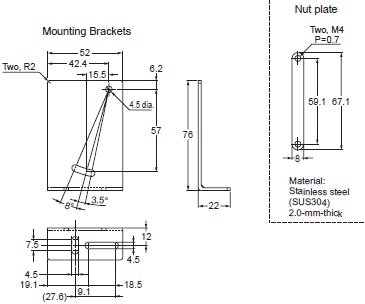 Nut plate
Mounting Brackets
Two, M4
P=0.7
52
Two, R2
42.4
6.2
15.5
4.5 dia.
59.1 67.1
57
76
8
Material:
Stainless steel
(SUS304)
2.0-mm-thick
3.5°
8°
22
12
7.5
4.5
4.5
19.1
18.5
9.1
(27.6)